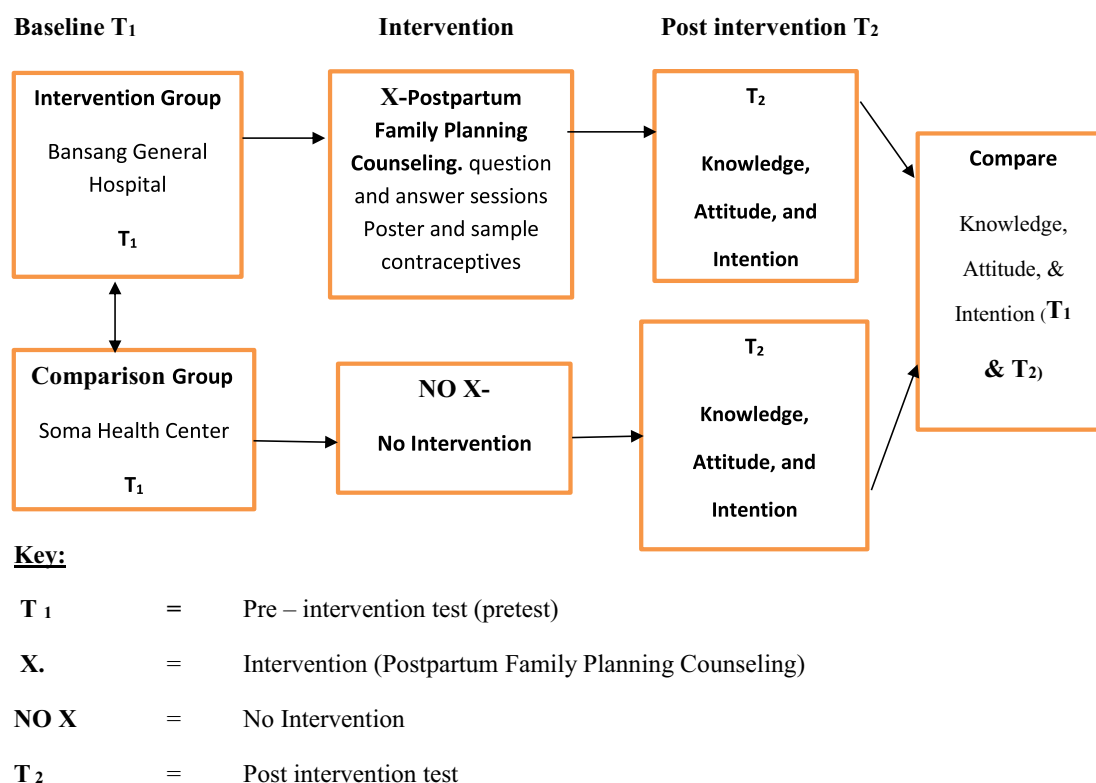 Baseline T1
Intervention
Post intervention T2
Intervention Group
Bansang General
Hospital
T1
X-Postpartum
Family Planning
Counseling. question
and answer sessions
Poster and sample
contraceptives
T2
Knowledge,
Attitude, and
Intention
Compare
Knowledge,
Attitude, &
Intention (T1
& T2)
Comparison Group
Soma Health Center
T1
NO X-
No Intervention
T2
Knowledge,
Attitude, and
Intention
Key:
T 1 = Pre – intervention test (pretest)
X. = Intervention (Postpartum Family Planning Counseling)
NO X = No Intervention
T 2 = Post intervention test